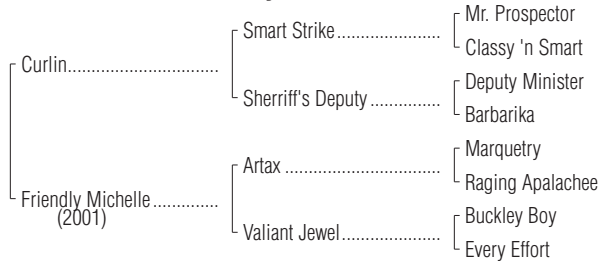 Mr. Prospector
Smart Strike....................
Classy 'n Smart
Curlin................................
Deputy Minister
Sherriff's Deputy ...............
Barbarika
Marquetry
Artax .................................
Raging Apalachee
Friendly Michelle..............
(2001)
Buckley Boy
Valiant Jewel.....................
Every Effort